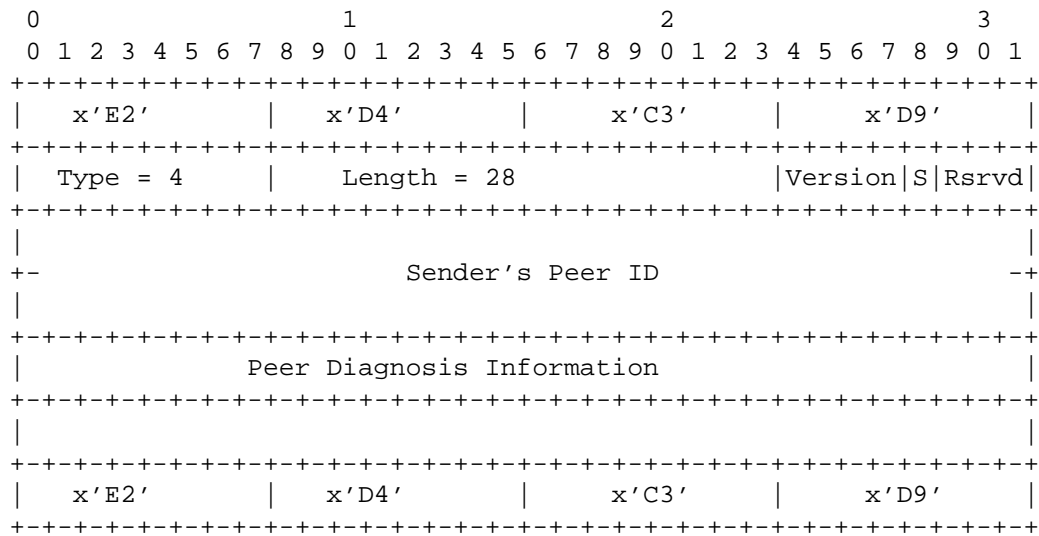 0                   1                   2                   3
 0 1 2 3 4 5 6 7 8 9 0 1 2 3 4 5 6 7 8 9 0 1 2 3 4 5 6 7 8 9 0 1
+-+-+-+-+-+-+-+-+-+-+-+-+-+-+-+-+-+-+-+-+-+-+-+-+-+-+-+-+-+-+-+-+
|   x’E2’       |   x’D4’       |     x’C3’     |     x’D9’     |
+-+-+-+-+-+-+-+-+-+-+-+-+-+-+-+-+-+-+-+-+-+-+-+-+-+-+-+-+-+-+-+-+
|  Type = 4     |    Length = 28                |Version|S|Rsrvd|
+-+-+-+-+-+-+-+-+-+-+-+-+-+-+-+-+-+-+-+-+-+-+-+-+-+-+-+-+-+-+-+-+
|                                                               |
+-                       Sender’s Peer ID                      -+
|                                                               |
+-+-+-+-+-+-+-+-+-+-+-+-+-+-+-+-+-+-+-+-+-+-+-+-+-+-+-+-+-+-+-+-+
|              Peer Diagnosis Information                       |
+-+-+-+-+-+-+-+-+-+-+-+-+-+-+-+-+-+-+-+-+-+-+-+-+-+-+-+-+-+-+-+-+
|                                                               |
+-+-+-+-+-+-+-+-+-+-+-+-+-+-+-+-+-+-+-+-+-+-+-+-+-+-+-+-+-+-+-+-+
|   x’E2’       |   x’D4’       |     x’C3’     |     x’D9’     |
+-+-+-+-+-+-+-+-+-+-+-+-+-+-+-+-+-+-+-+-+-+-+-+-+-+-+-+-+-+-+-+-+